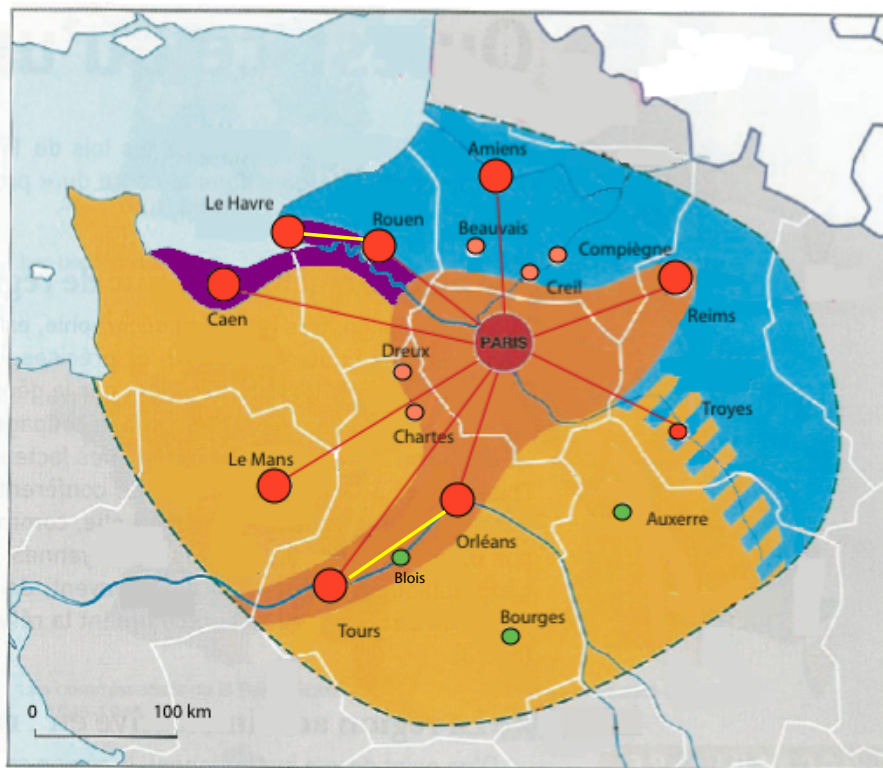 Amiens
Le Havre
Rouen
Beauvais
Compiègne
Creil
Caen
Reims
PARIS
Dreux
Chartes
Troyes
Le Mans
Auxerre
Orléans
Blois
Bourges
Tours
0 100 km